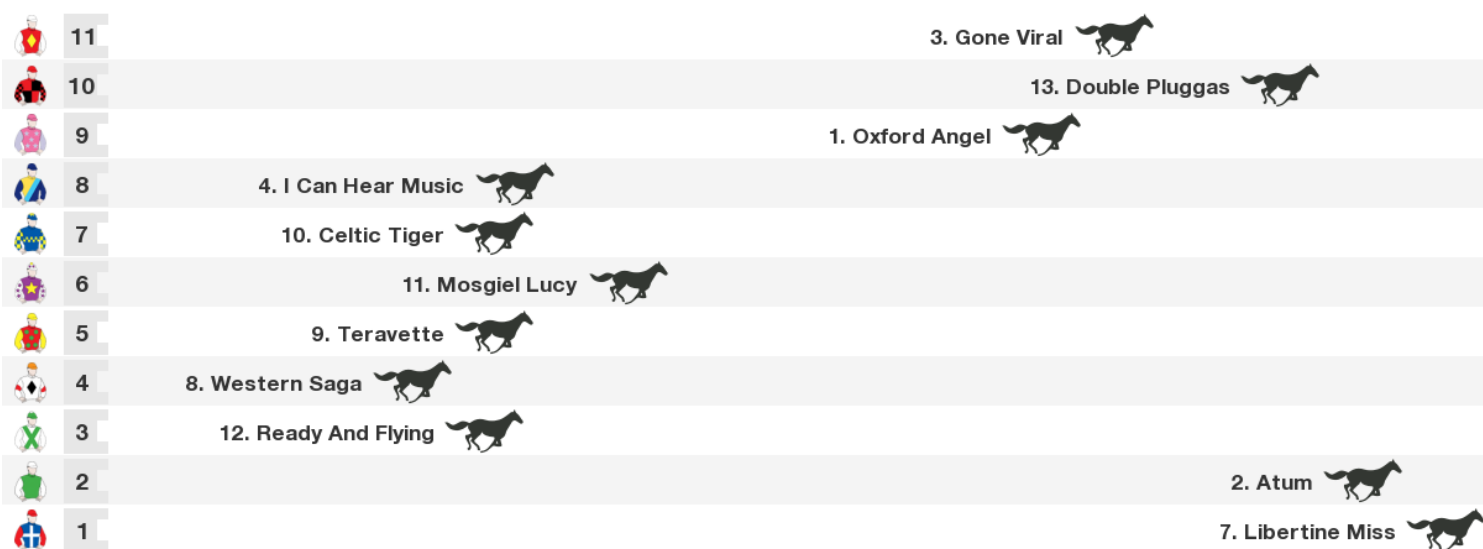 11 3. Gone Viral
10 13. Double Pluggas
9 1. Oxford Angel
8 4. I Can Hear Music
7 10. Celtic Tiger
6 11. Mosgiel Lucy
5 9. Teravette
4 8. Western Saga
3 12. Ready And Flying
2 2. Atum
1 7. Libertine Miss